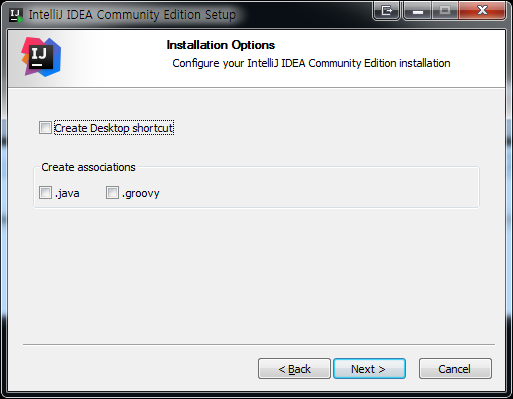 IJ IntelliJ IDEA Community Edition Setup
IJ
Installation Options
Configure your IntelliJ IDEA Community Edition installation
Create Desktop shortcut
Create associations
.java .groovy
< Back Next > Cancel